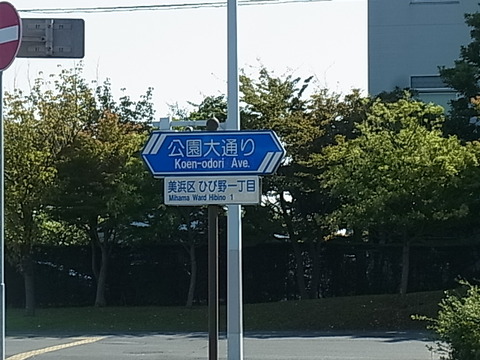 公園大通り
Koen-odori Ave.
美浜区 ひび野一丁目
Mihama Ward Hibino 1